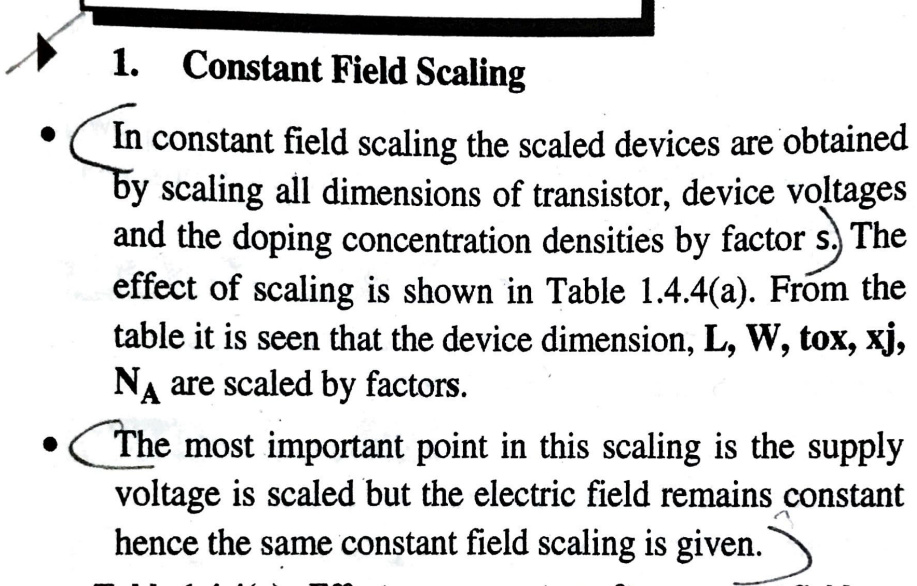 1. Constant Field Scaling
• In constant field scaling the scaled devices are obtained
by scaling all dimensions of transistor, device voltages
and the doping concentration densities by factor s. The
effect of scaling is shown in Table 1.4.4(a). From the
table it is seen that the device dimension, L, W, tox, xj,
NA are scaled by factors.
• The most important point in this scaling is the supply
voltage is scaled but the electric field remains constant
hence the same constant field scaling is given.